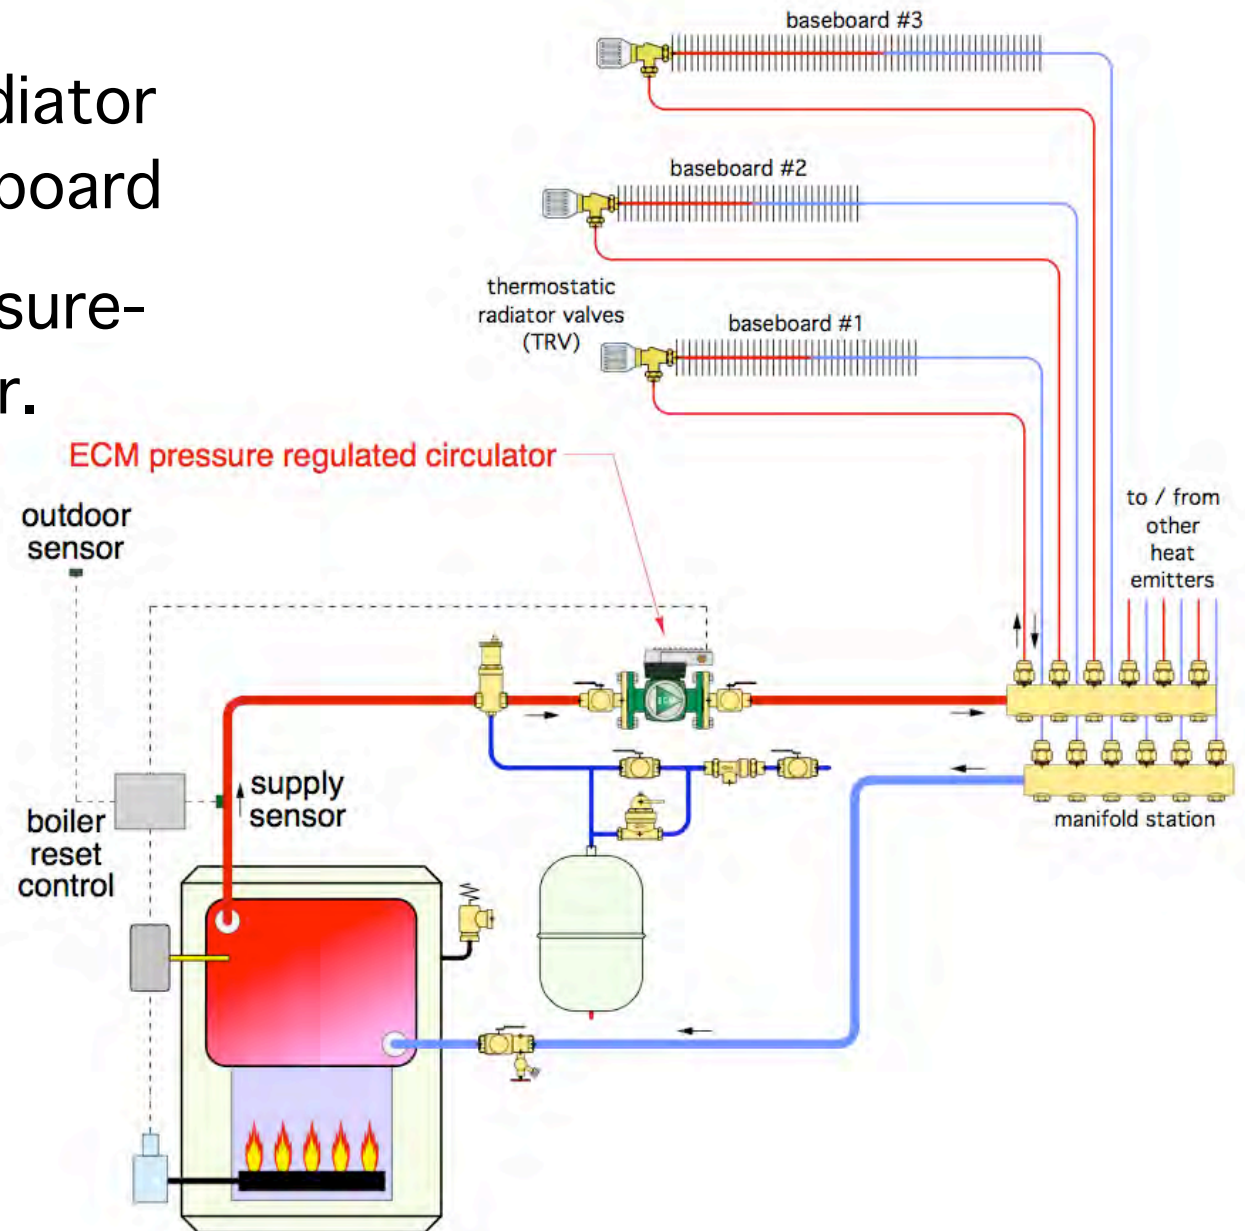 diator
board
sure-
r.
baseboard #3
baseboard #2
thermostatic
radiator valves
(TRV)
baseboard #1
ECM pressure regulated circulator
outdoor
sensor
to / from
other
heat
emitters
supply
sensor
boiler
reset
control
manifold station